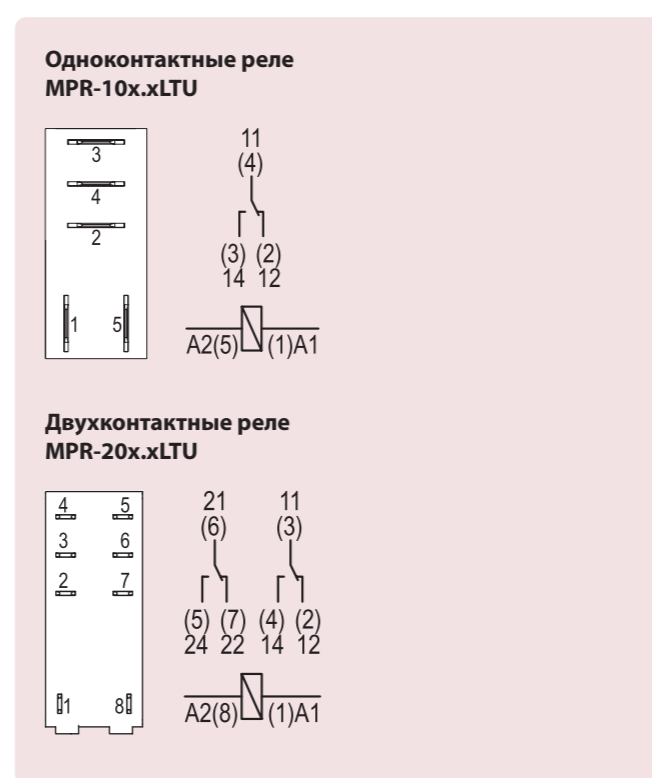 Одноконтактные реле
MPR-10x.xLTU
3
4
2
1 5
11
(4)
(3) (2)
14 12
A2(5) (1)A1
Двухконтактные реле
MPR-20x.xLTU
4 5
3 6
2 7
1 8
21 11
(6) (3)
(5) (7) (4) (2)
24 22 14 12
A2(8) (1)A1